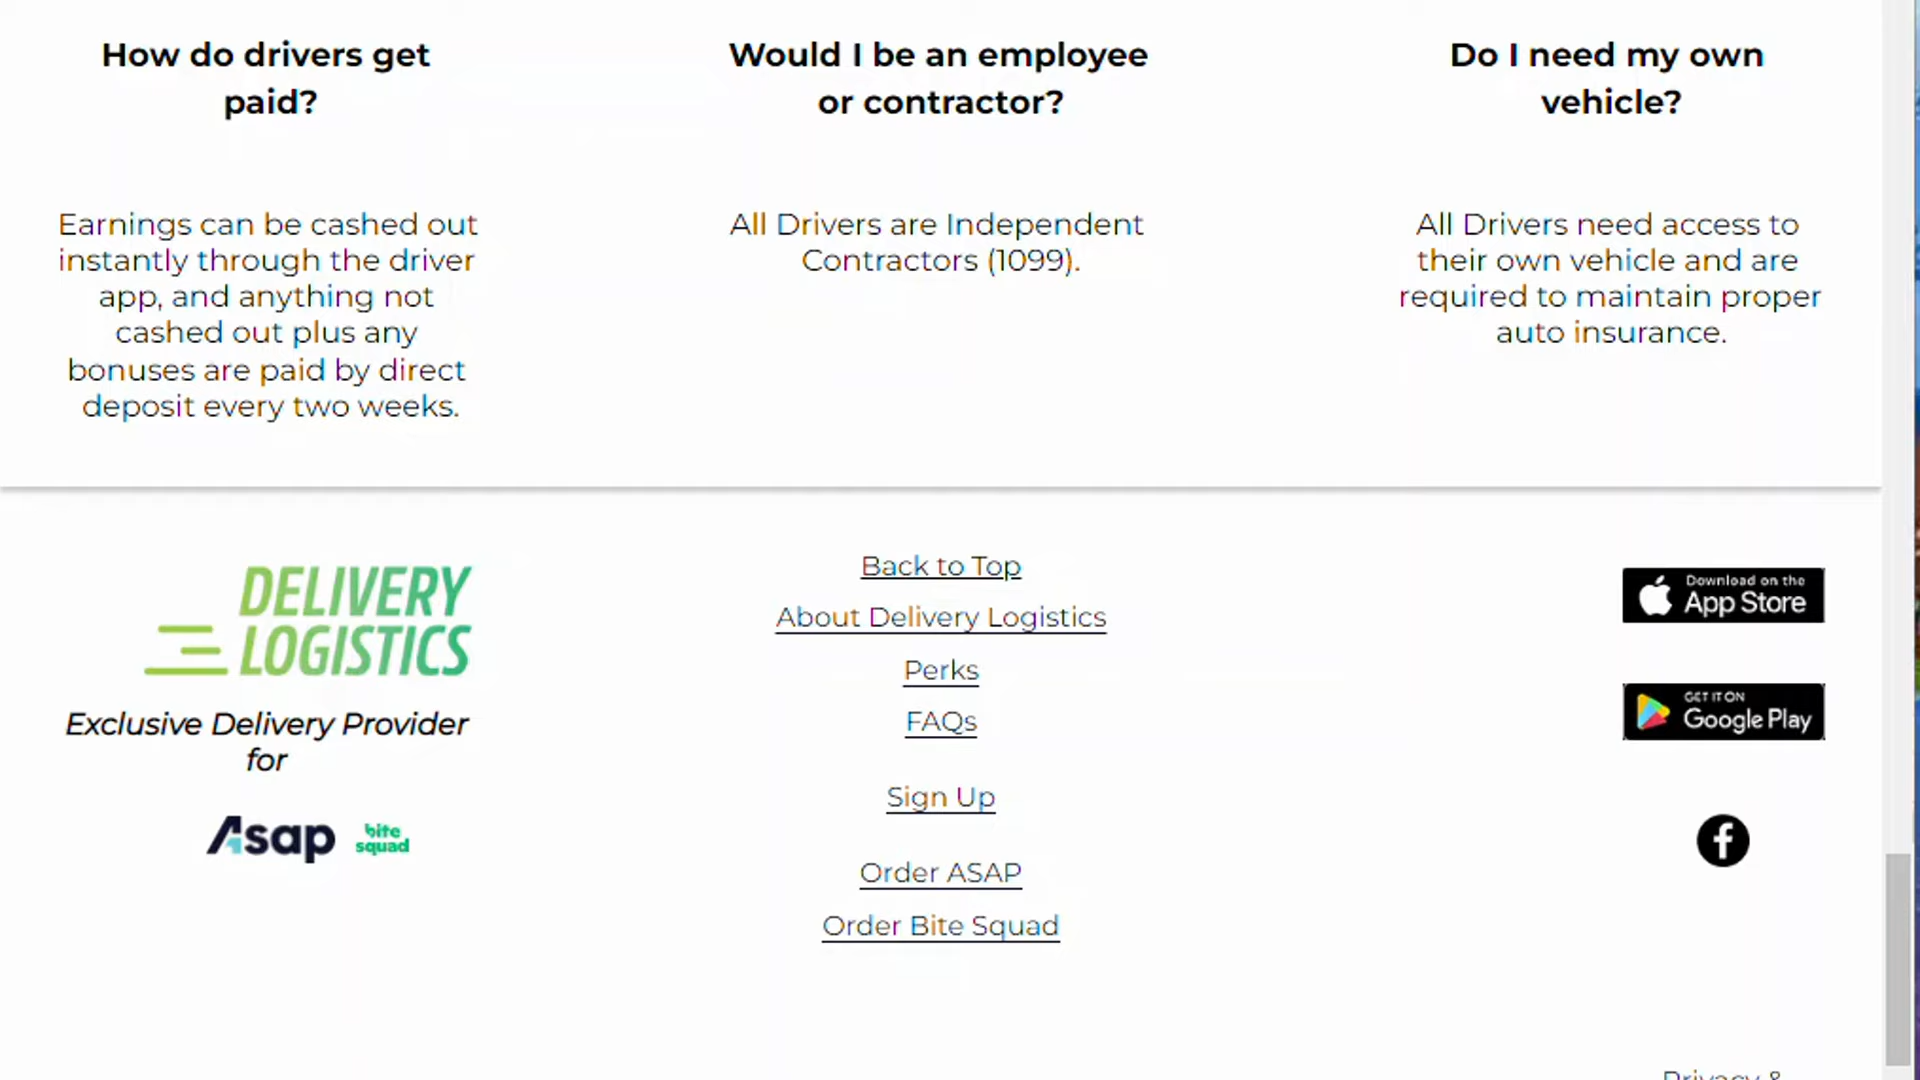 How do drivers get
paid?
Earnings can be cashed out
instantly through the driver
app, and anything not
cashed out plus any
bonuses are paid by direct
deposit every two weeks.
Would I be an employee
or contractor?
All Drivers are Independent
Contractors (1099).
Do I need my own
vehicle?
All Drivers need access to
their own vehicle and are
required to maintain proper
auto insurance.
DELIVERY
LOGISTICS
Exclusive Delivery Provider
for
Asap
bite
squad
Back to Top
About Delivery Logistics
Perks
FAQs
Sign Up
Order ASAP
Order Bite Squad
Download on the
App Store
GET IT ON
Google Play
Privacy &